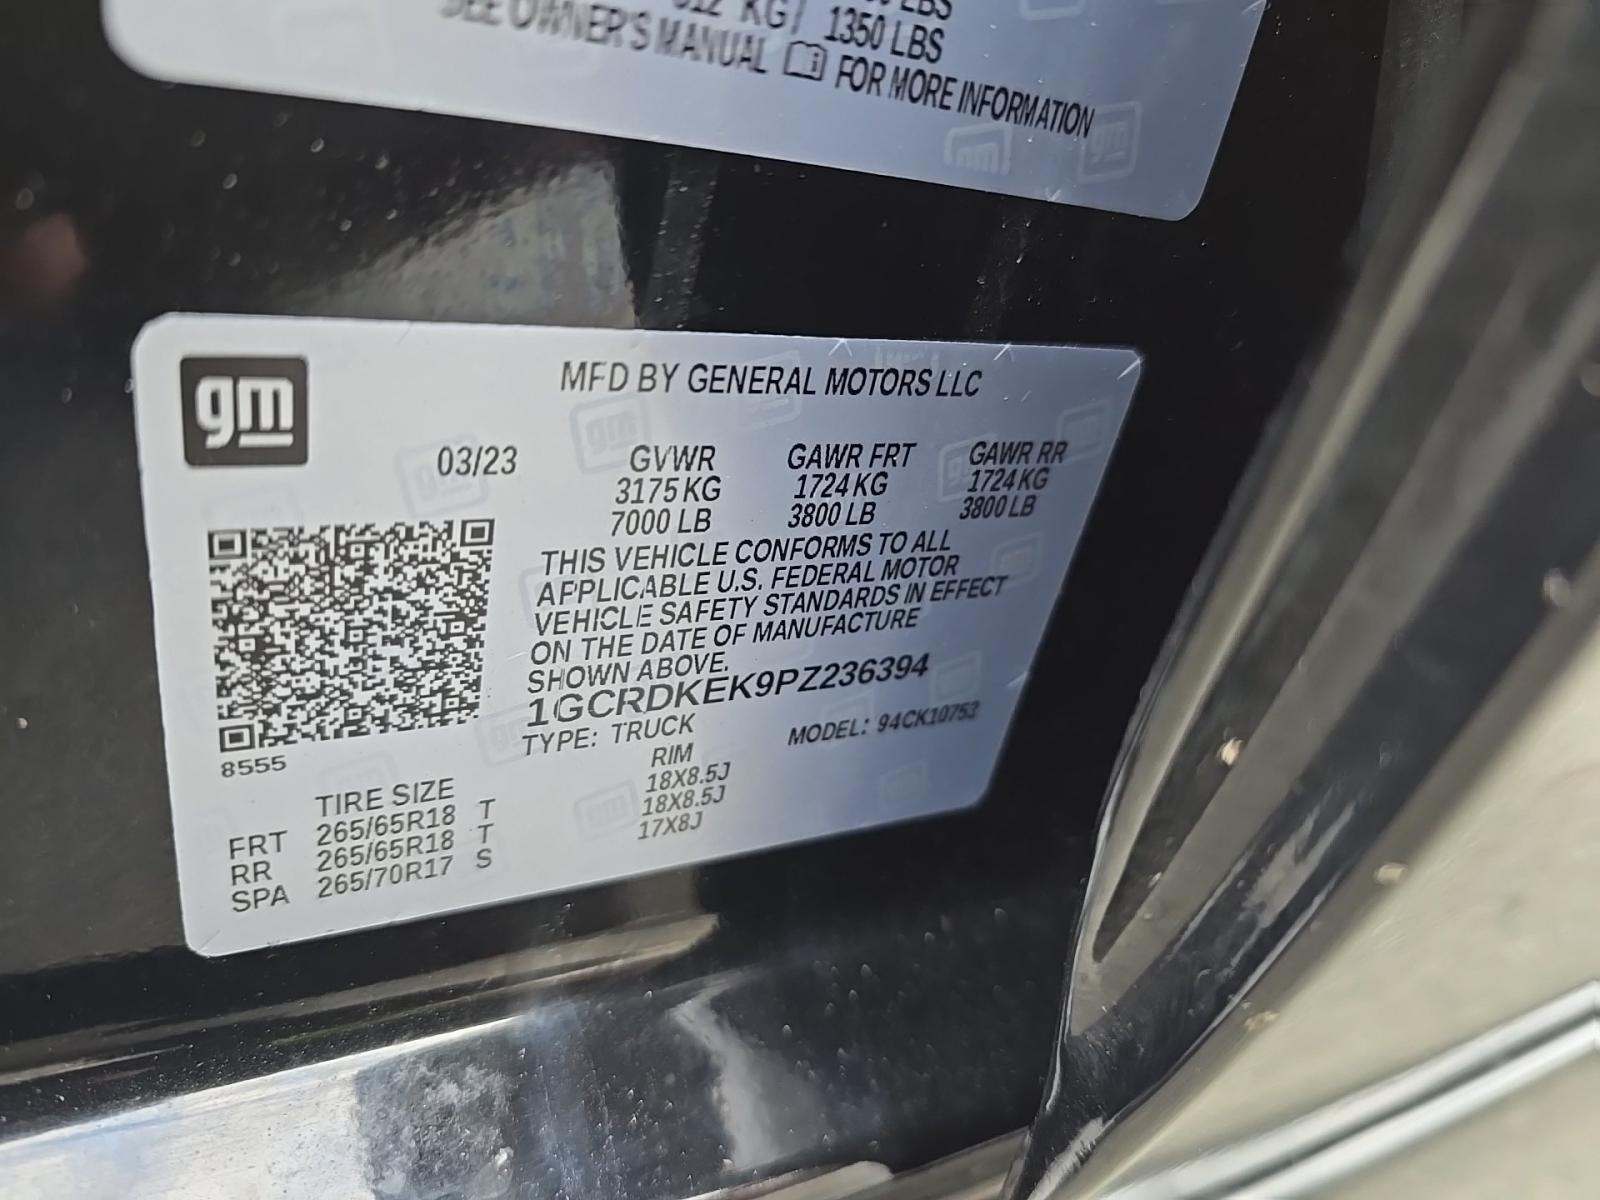 LBS
KG) 1350 LBS
SEE OWNER'S MANUAL FOR MORE INFORMATION
gm
MFD BY GENERAL MOTORS LLC
03/23 GVWR GAWR FRT GAWR RR
3175 KG 1724 KG 1724 KG
7000 LB 3800 LB 3800 LB
THIS VEHICLE CONFORMS TO ALL
APPLICABLE U.S. FEDERAL MOTOR
VEHICLE SAFETY STANDARDS IN EFFECT
ON THE DATE OF MANUFACTURE
SHOWN ABOVE.
1GCRDKEK9PZ236394
TYPE: TRUCK MODEL: 94CK10753
8555
TIRE SIZE RIM
FRT 265/65R18 T 18X8.5J
RR 265/65R18 T 18X8.5J
SPA 265/70R17 S 17X8J